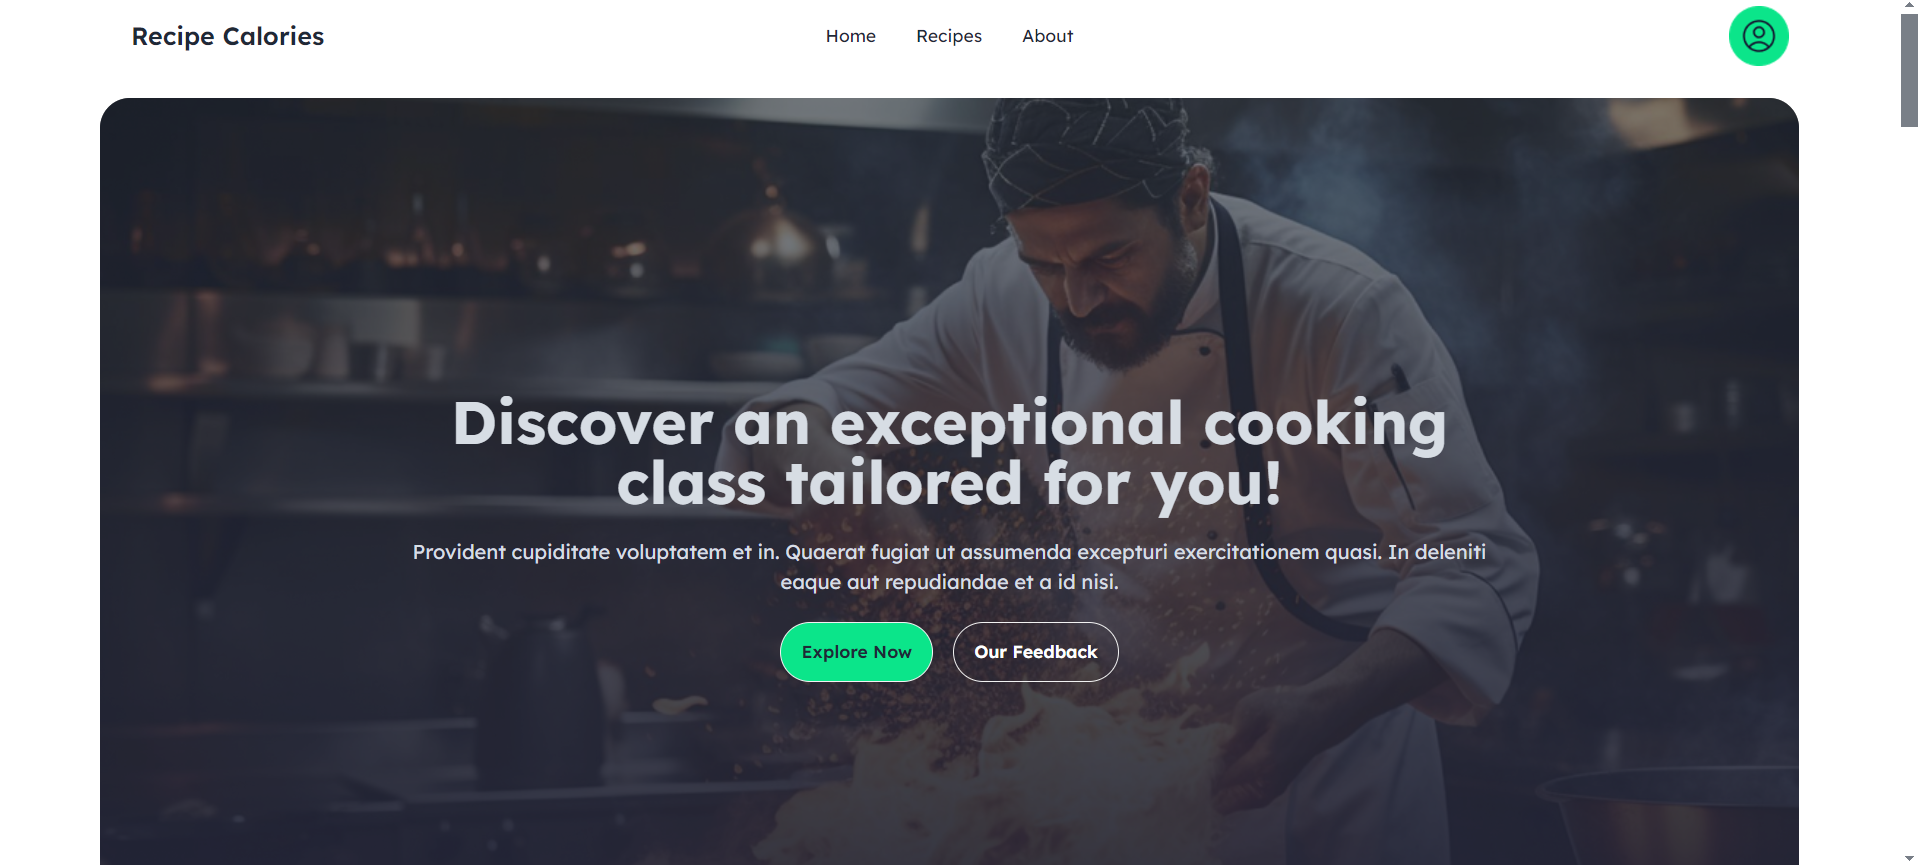 Recipe Calories
Home
Recipes
About
Discover an exceptional cooking
class tailored for you!
Provident cupiditate voluptatem et in. Quaerat fugiat ut assumenda excepturi exercitationem quasi. In deleniti
eaque aut repudiandae et a id nisi.
Explore Now
Our Feedback